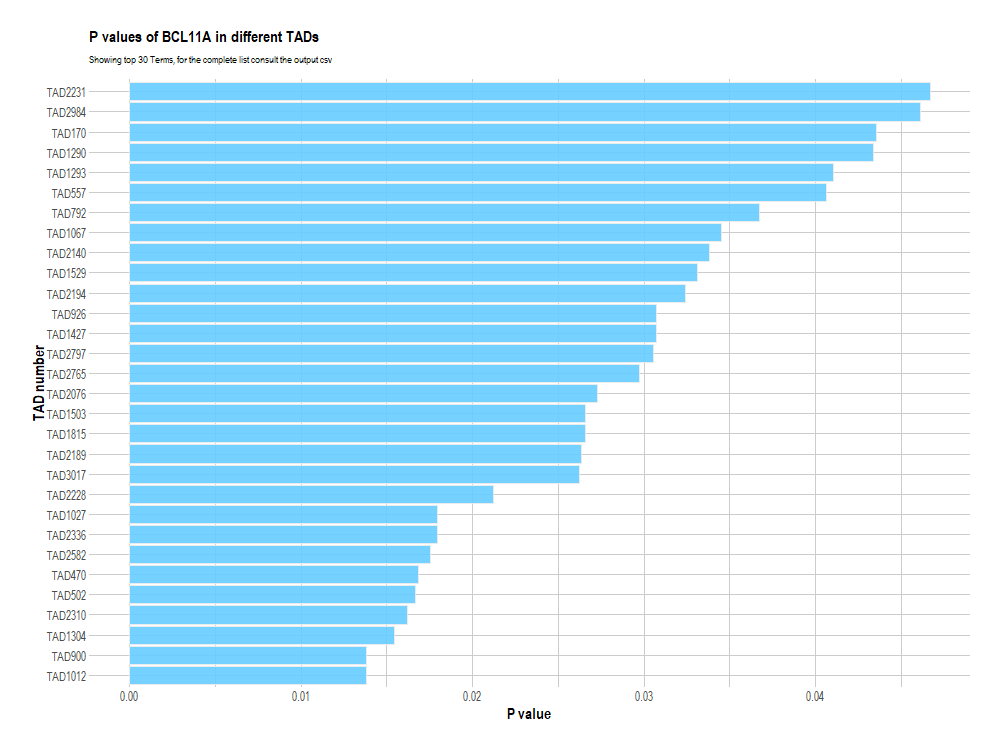 P values of BCL11A in different TADs
Showing top 30 Terms, for the complete list consult the output csv
TAD2231
TAD2984
TAD170
TAD1290
TAD1293
TAD557
TAD792
TAD1067
TAD2140
TAD1529
TAD2194
TAD926
TAD1427
TAD2797
TAD2765
TAD2076
TAD1503
TAD1815
TAD2189
TAD3017
TAD2228
TAD1027
TAD2336
TAD2582
TAD470
TAD502
TAD2310
TAD1304
TAD900
TAD1012
TAD number
0.00 0.01 0.02 0.03 0.04
P value